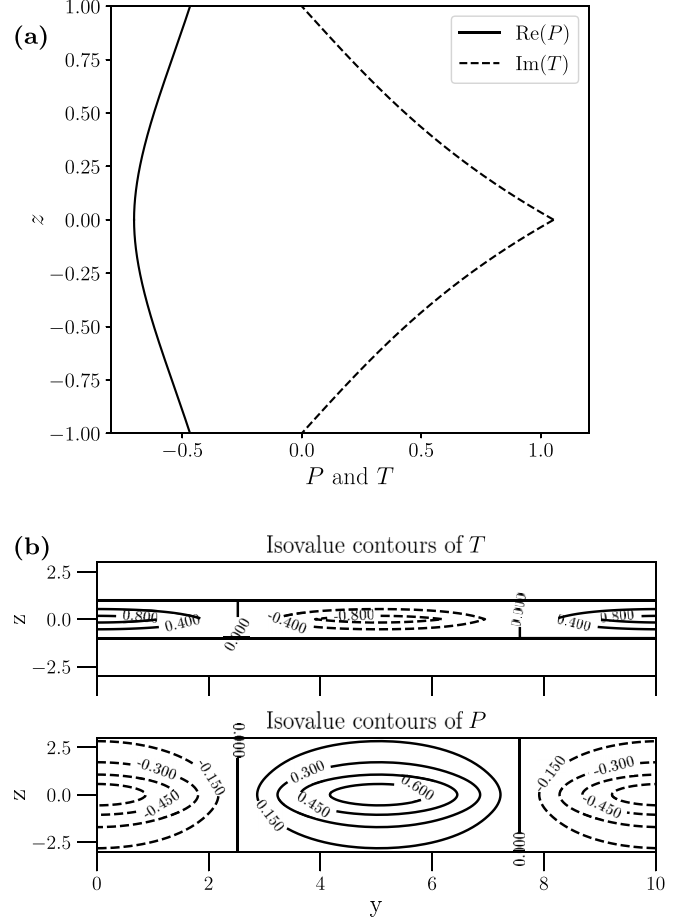 (a)
1.00
0.75
0.50
0.25
0.00
−0.25
−0.50
−0.75
−1.00
z
Re(P)
Im(T)
−0.5 0.0 0.5 1.0
P and T
(b)
Isovalue contours of T
2.5
0.0
−2.5
z
0.800
0.400
0.000
-0.400
-0.800
0.000
0.400
0.800
Isovalue contours of P
2.5
0.0
−2.5
z
-0.300
-0.450
-0.150
0.000
0.300
0.450
0.150
0.600
0.000
-0.150
-0.300
-0.450
0 2 4 6 8 10
y